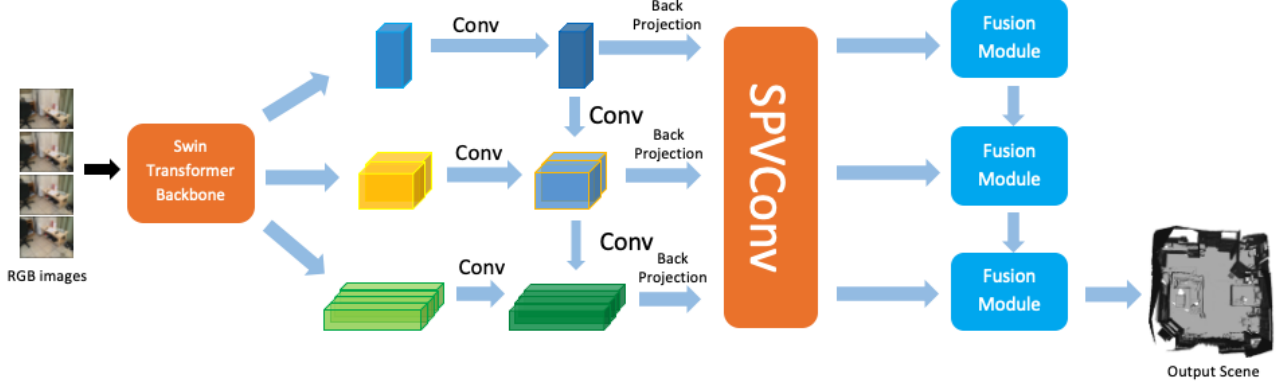 Conv
Back
Projection
Fusion
Module
Conv
RGB images
Swin
Transformer
Backbone
Conv
Back
Projection
SPVConv
Fusion
Module
Conv
Conv
Back
Projection
Fusion
Module
Output Scene